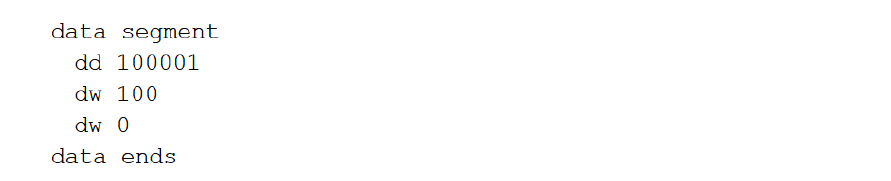 data segment
dd 100001
dw 100
dw 0
data ends